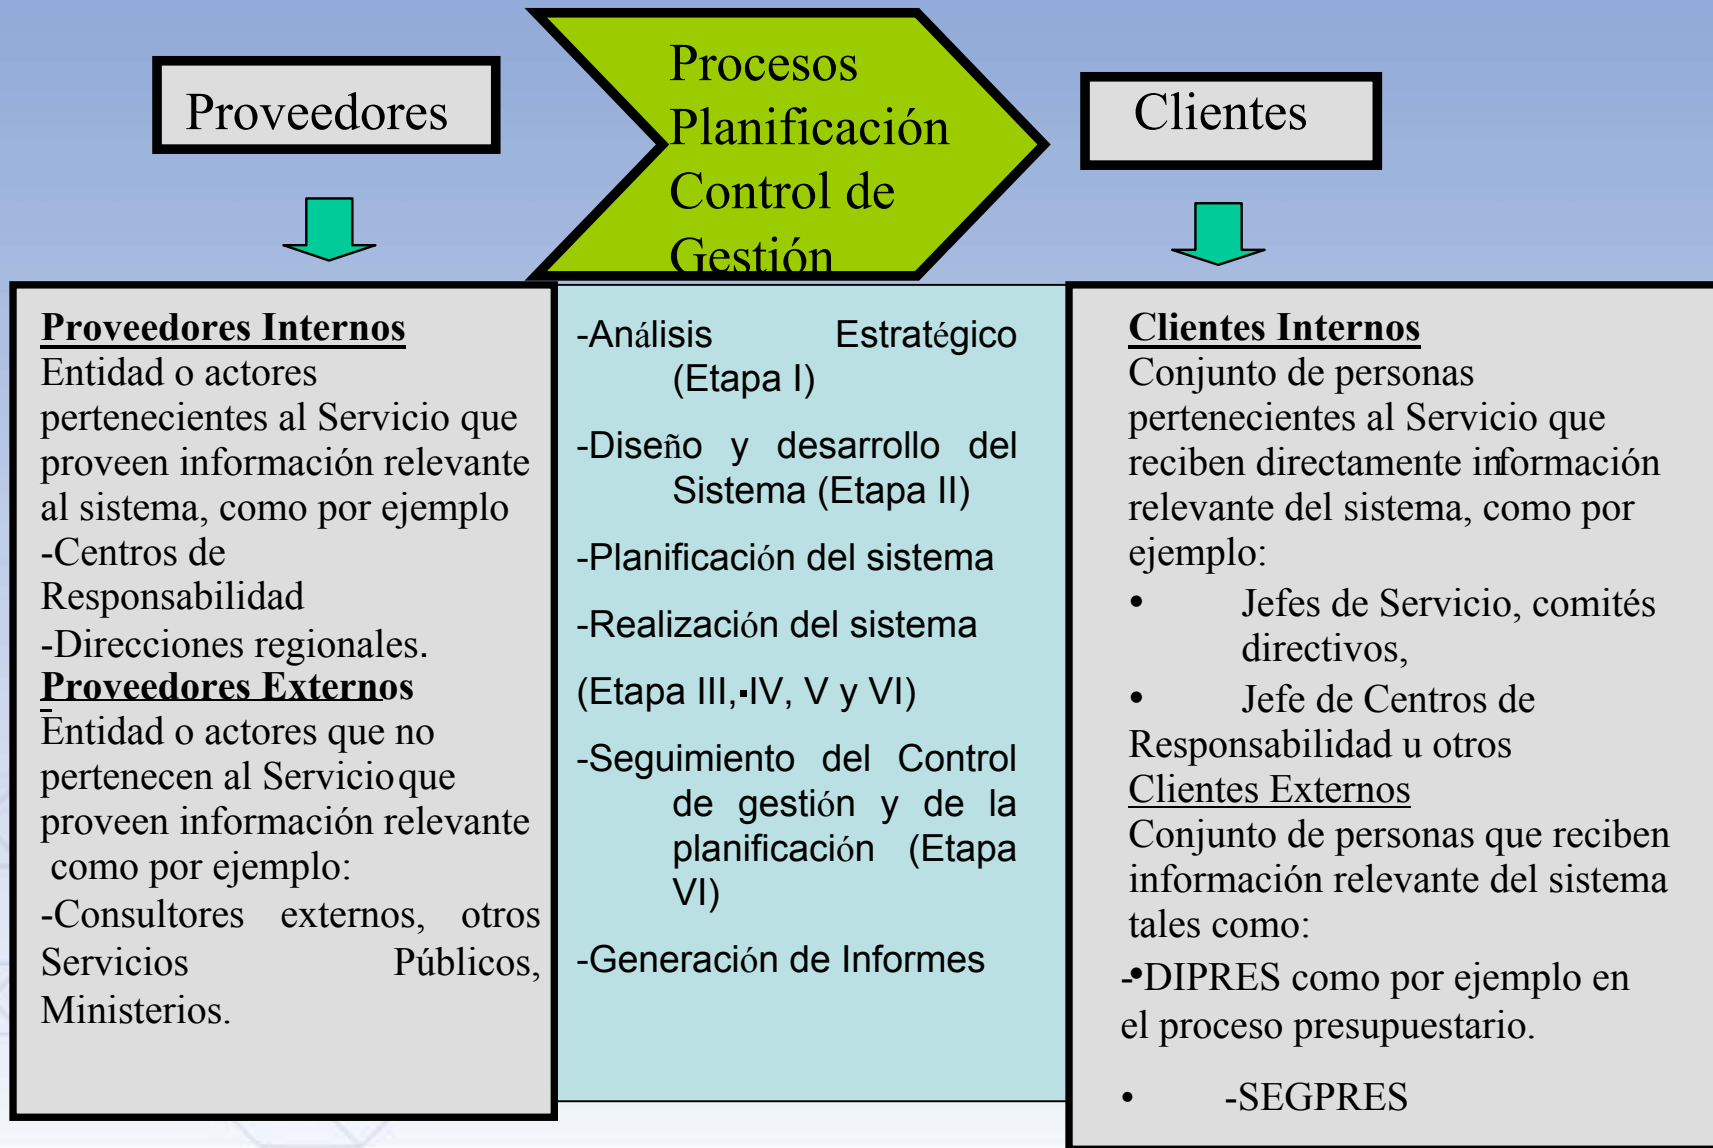 Proveedores
Procesos
Planificación
Control de
Gestión
Clientes
Proveedores Internos
Entidad o actores
pertenecientes al Servicio que
proveen información relevante
al sistema, como por ejemplo
-Centros de
Responsabilidad
-Direcciones regionales.
Proveedores Externos
Entidad o actores que no
pertenecen al Servicio que
proveen información relevante
como por ejemplo:
-Consultores externos, otros
Servicios Públicos,
Ministerios.
-Análisis Estratégico
(Etapa I)
-Diseño y desarrollo del
Sistema (Etapa II)
-Planificación del sistema
-Realización del sistema
(Etapa III,-IV, V y VI)
-Seguimiento del Control
de gestión y de la
planificación (Etapa
VI)
-Generación de Informes
Clientes Internos
Conjunto de personas
pertenecientes al Servicio que
reciben directamente información
relevante del sistema, como por
ejemplo:
• Jefes de Servicio, comités
directivos,
• Jefe de Centros de
Responsabilidad u otros
Clientes Externos
Conjunto de personas que reciben
información relevante del sistema
tales como:
-•DIPRES como por ejemplo en
el proceso presupuestario.
• -SEGPRES